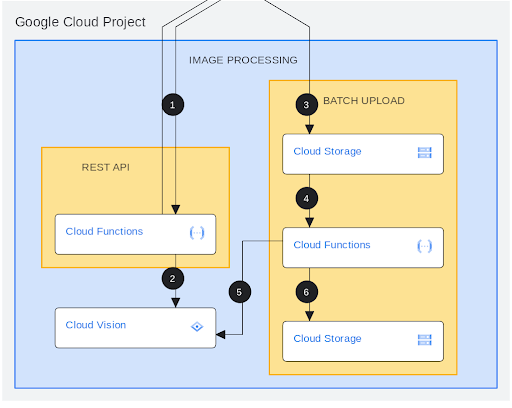 Google Cloud Project
IMAGE PROCESSING
BATCH UPLOAD
1
3
Cloud Storage
REST API
4
Cloud Functions
Cloud Functions
2
5
6
Cloud Vision
Cloud Storage